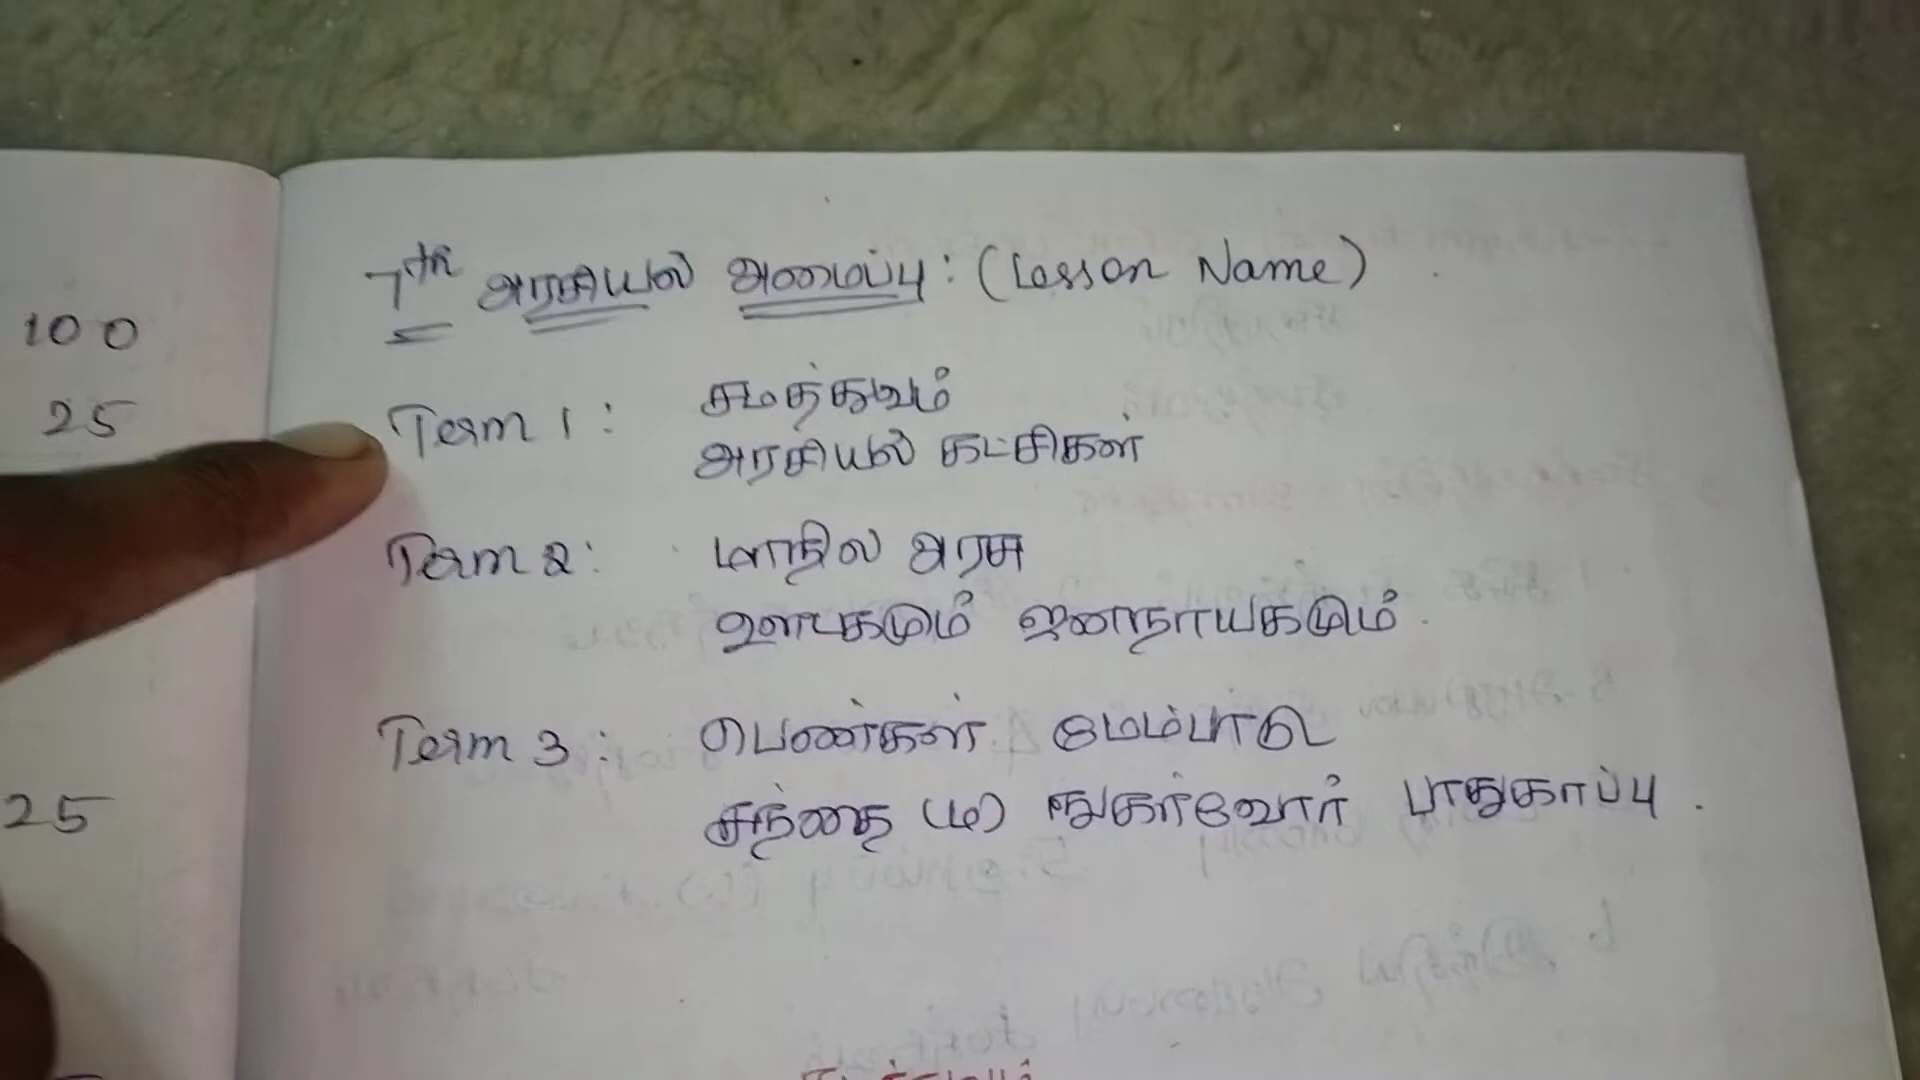 100
25
25
7th அரசியல் அமைப்பு: (Lesson Name)
Term 1: சமத்துவம்
அரசியல் கட்சிகள்
Term 2: மாநில அரசு
ஊடகமும் ஜனநாயகமும்.
Term 3: பெண்கள் மேம்பாடு
சந்தை (ம) நுகர்வோர் பாதுகாப்பு.